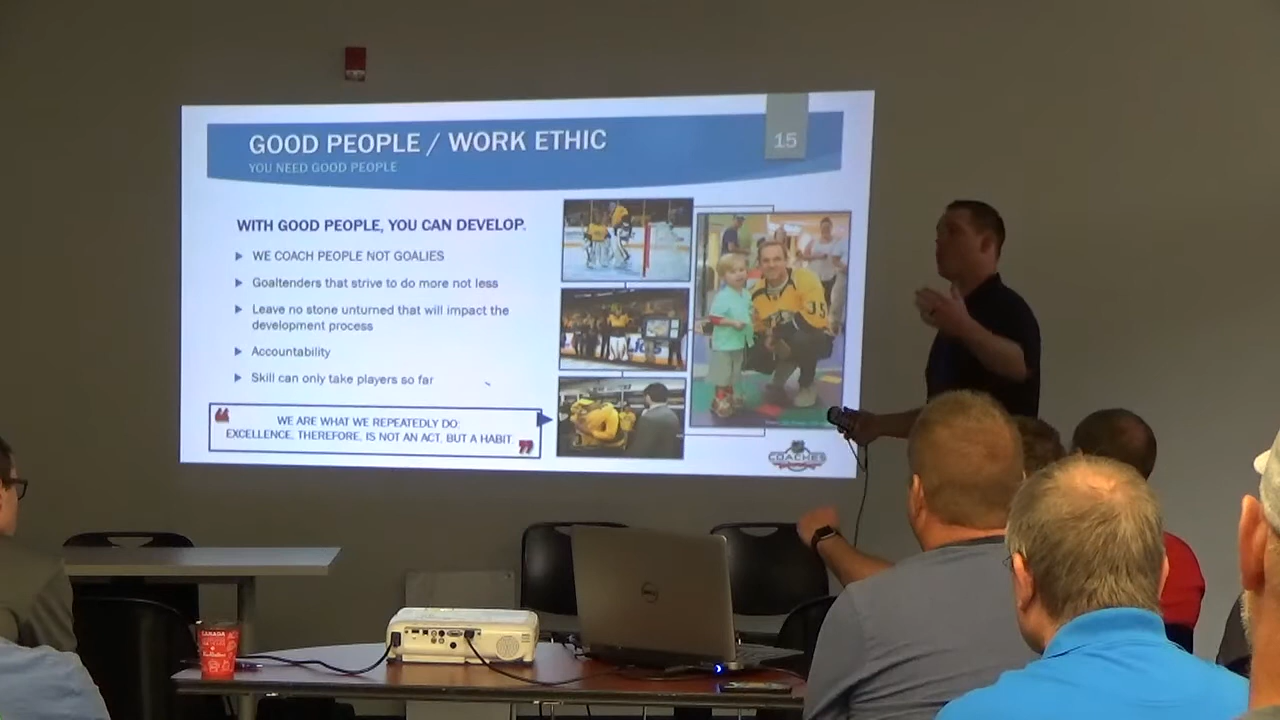 GOOD PEOPLE / WORK ETHIC
15
YOU NEED GOOD PEOPLE
WITH GOOD PEOPLE, YOU CAN DEVELOP.
WE COACH PEOPLE NOT GOALIES
Goaltenders that strive to do more not less
Leave no stone unturned that will impact the
development process
Accountability
Skill can only take players so far
“ WE ARE WHAT WE REPEATEDLY DO:
EXCELLENCE, THEREFORE, IS NOT AN ACT, BUT A HABIT. ”
COACHES
35
DELL
CANADA